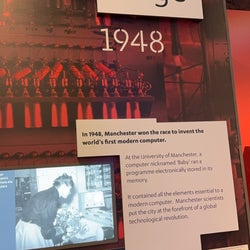 1948
In 1948, Manchester won the race to invent the
world's first modern computer.
At the University of Manchester, a
computer nicknamed 'Baby' ran a
programme electronically stored in its
memory.
It contained all the elements essential to a
modern computer. Manchester scientists
put the city at the forefront of a global
technological revolution.